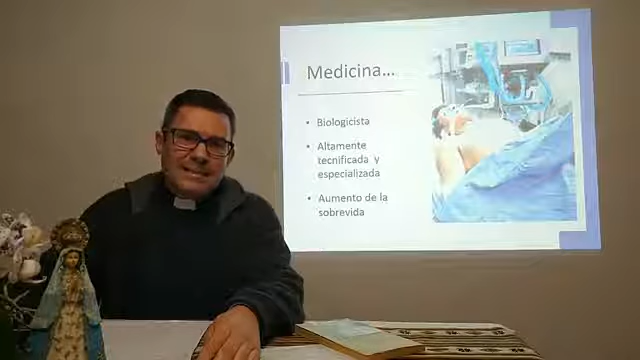 Medicina...
• Biologicista
• Altamente
tecnificada y
especializada
• Aumento de la
sobrevida